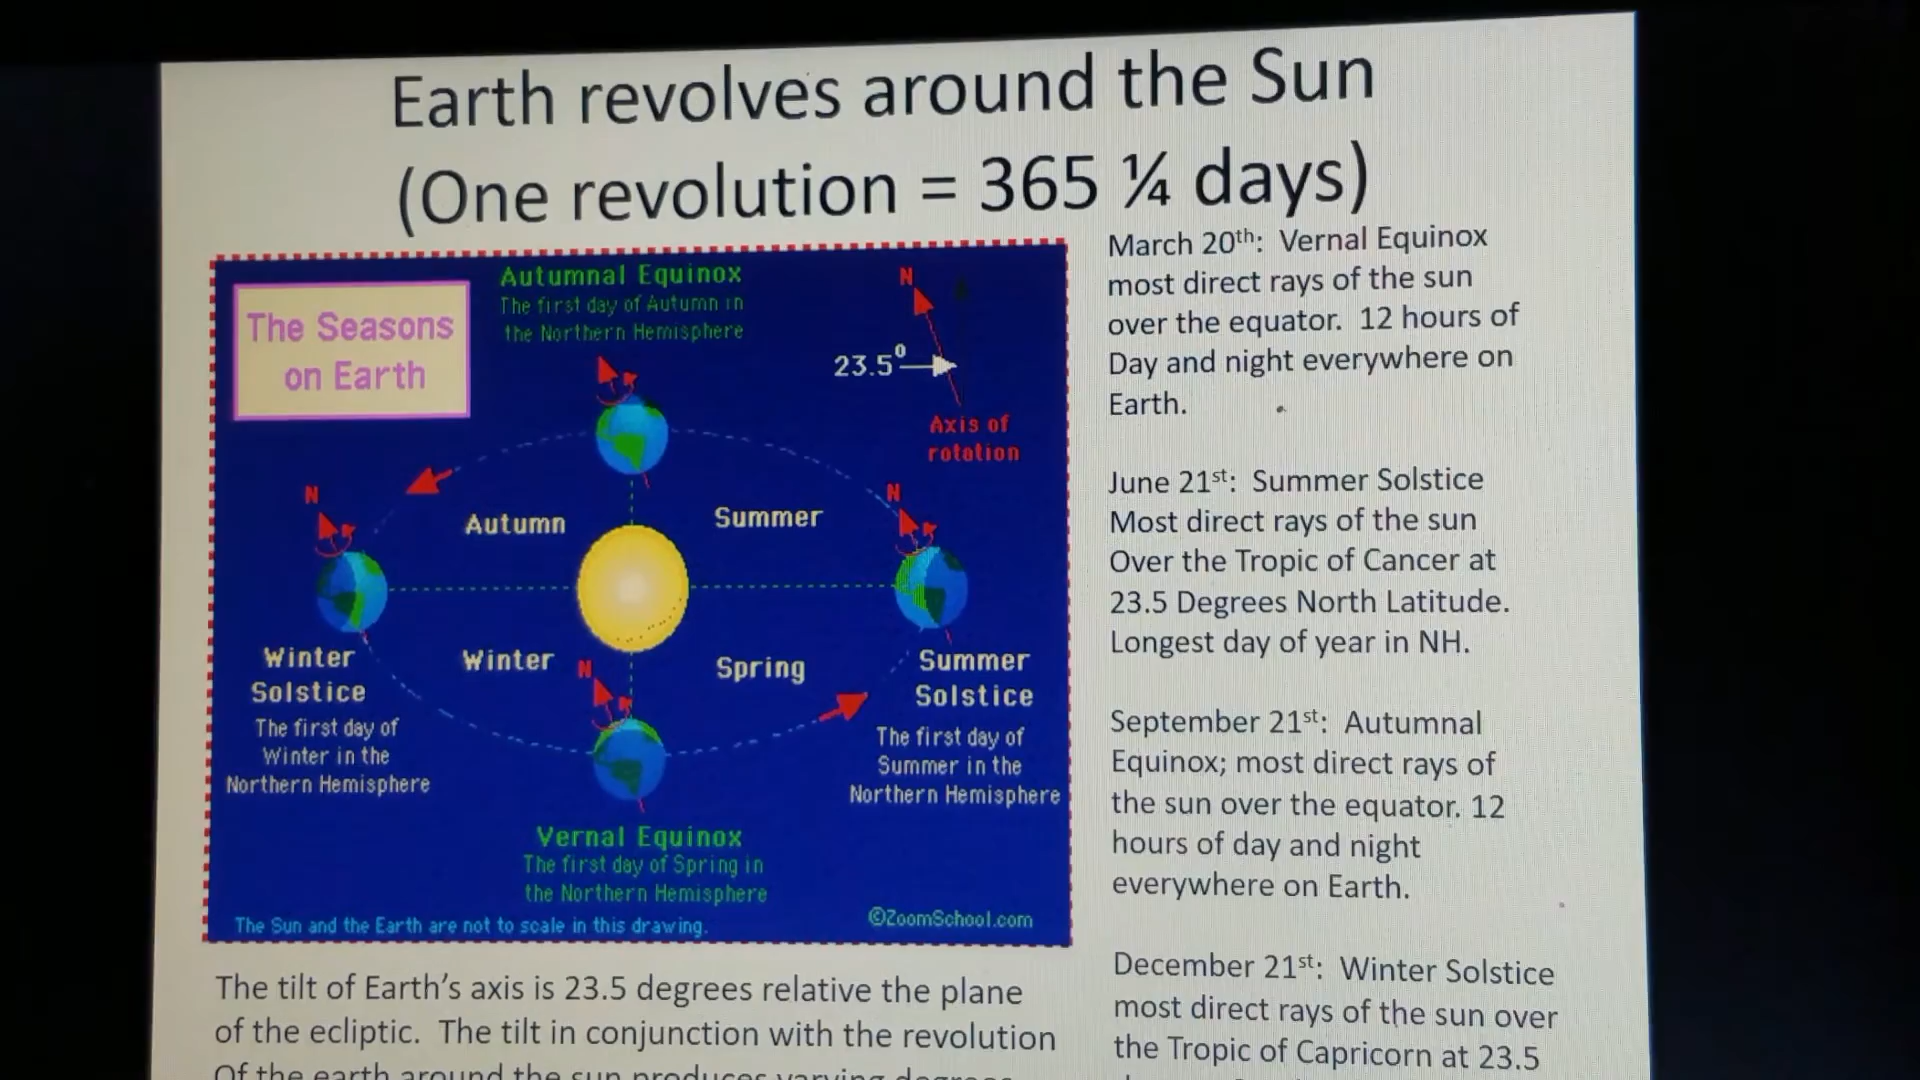 Earth revolves around the Sun
(One revolution = 365 ¼ days)
The Seasons
on Earth
Autumnal Equinox
The first day of Autumn in
the Northern Hemisphere
N
23.5°
Axis of
rotation
N
N
Autumn
Summer
Winter
Solstice
The first day of
Winter in the
Northern Hemisphere
Winter
N
Spring
Summer
Solstice
The first day of
Summer in the
Northern Hemisphere
Vernal Equinox
The first day of Spring in
the Northern Hemisphere
The Sun and the Earth are not to scale in this drawing.
©ZoomSchool.com
The tilt of Earth's axis is 23.5 degrees relative the plane
of the ecliptic. The tilt in conjunction with the revolution
Of the earth around the sun produces varying degrees
March 20th: Vernal Equinox
most direct rays of the sun
over the equator. 12 hours of
Day and night everywhere on
Earth.
June 21st: Summer Solstice
Most direct rays of the sun
Over the Tropic of Cancer at
23.5 Degrees North Latitude.
Longest day of year in NH.
September 21st: Autumnal
Equinox; most direct rays of
the sun over the equator. 12
hours of day and night
everywhere on Earth.
December 21st: Winter Solstice
most direct rays of the sun over
the Tropic of Capricorn at 23.5